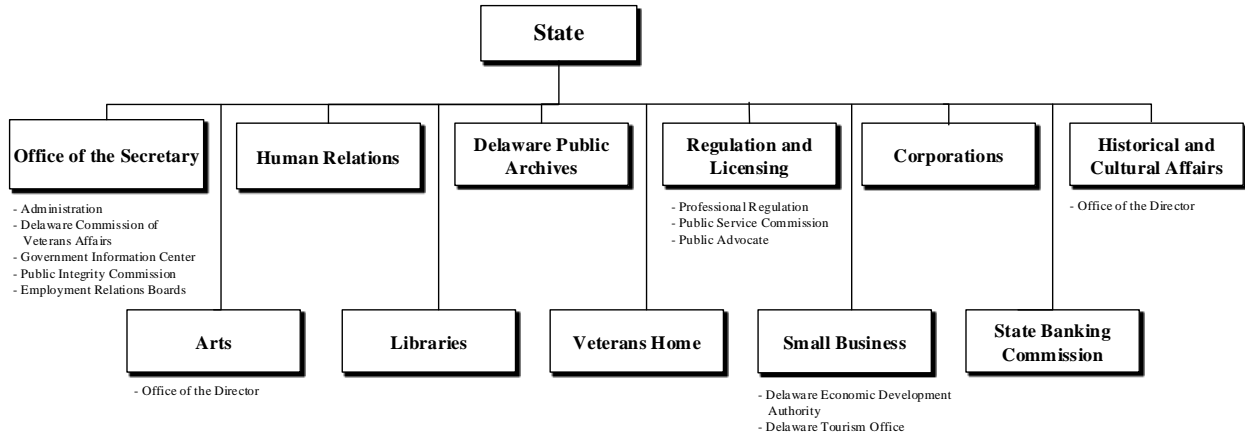 State
Office of the Secretary
- Administration
- Delaware Commission of
Veterans Affairs
- Government Information Center
- Public Integrity Commission
- Employment Relations Boards
Human Relations
Delaware Public
Archives
Regulation and
Licensing
- Professional Regulation
- Public Service Commission
- Public Advocate
Corporations
Historical and
Cultural Affairs
- Office of the Director
Arts
- Office of the Director
Libraries
Veterans Home
Small Business
- Delaware Economic Development
Authority
- Delaware Tourism Office
State Banking
Commission